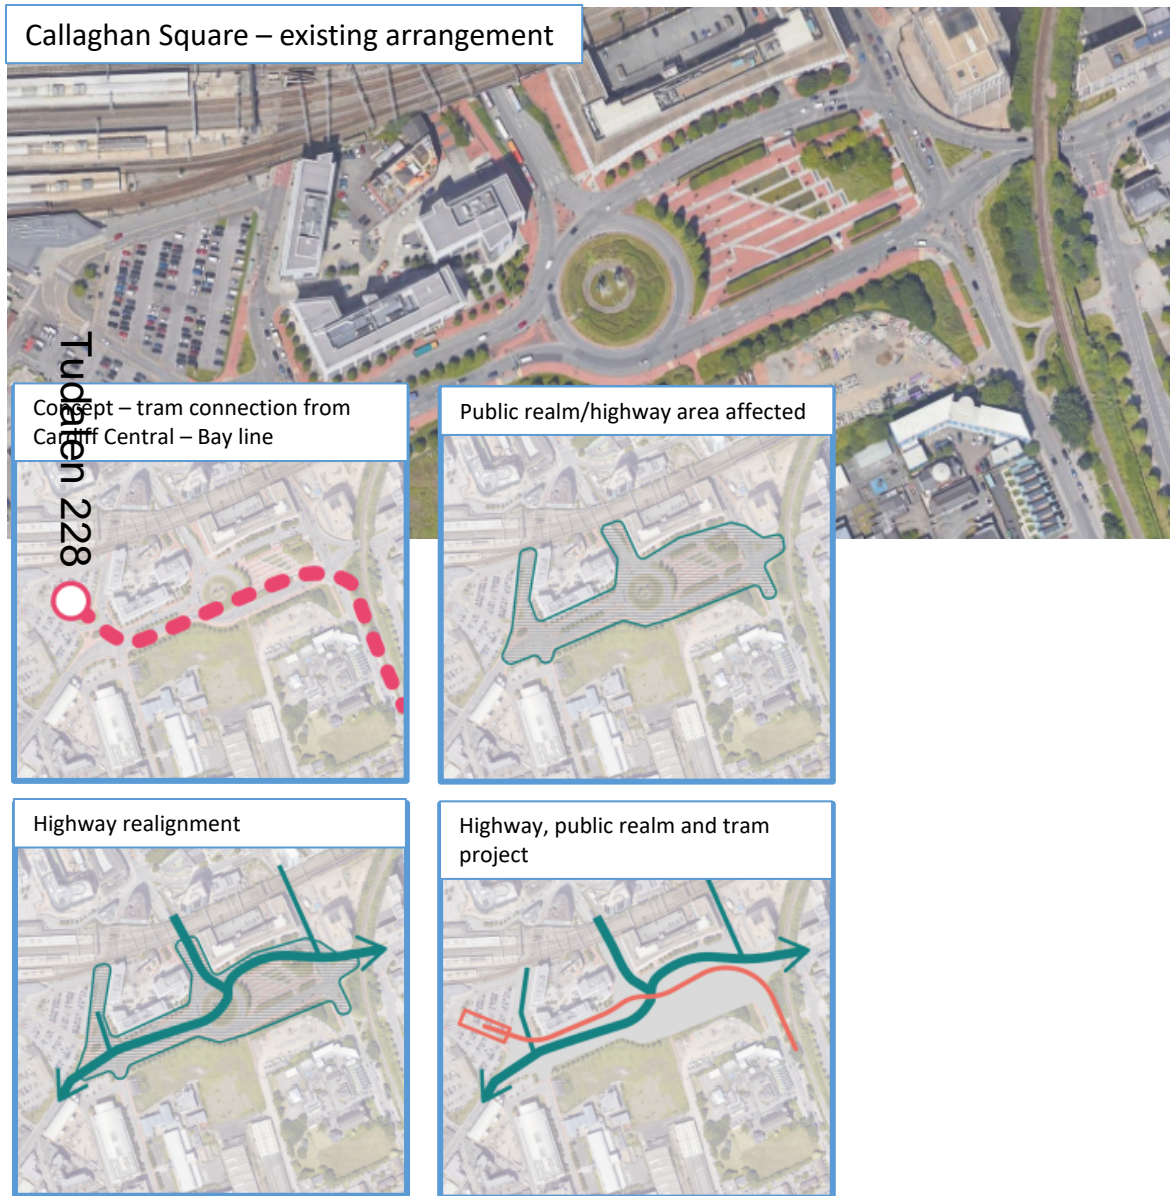 Callaghan Square – existing arrangement
Tudalen 228
Concept – tram connection from
Cardiff Central – Bay line
Public realm/highway area affected
Highway realignment
Highway, public realm and tram
project